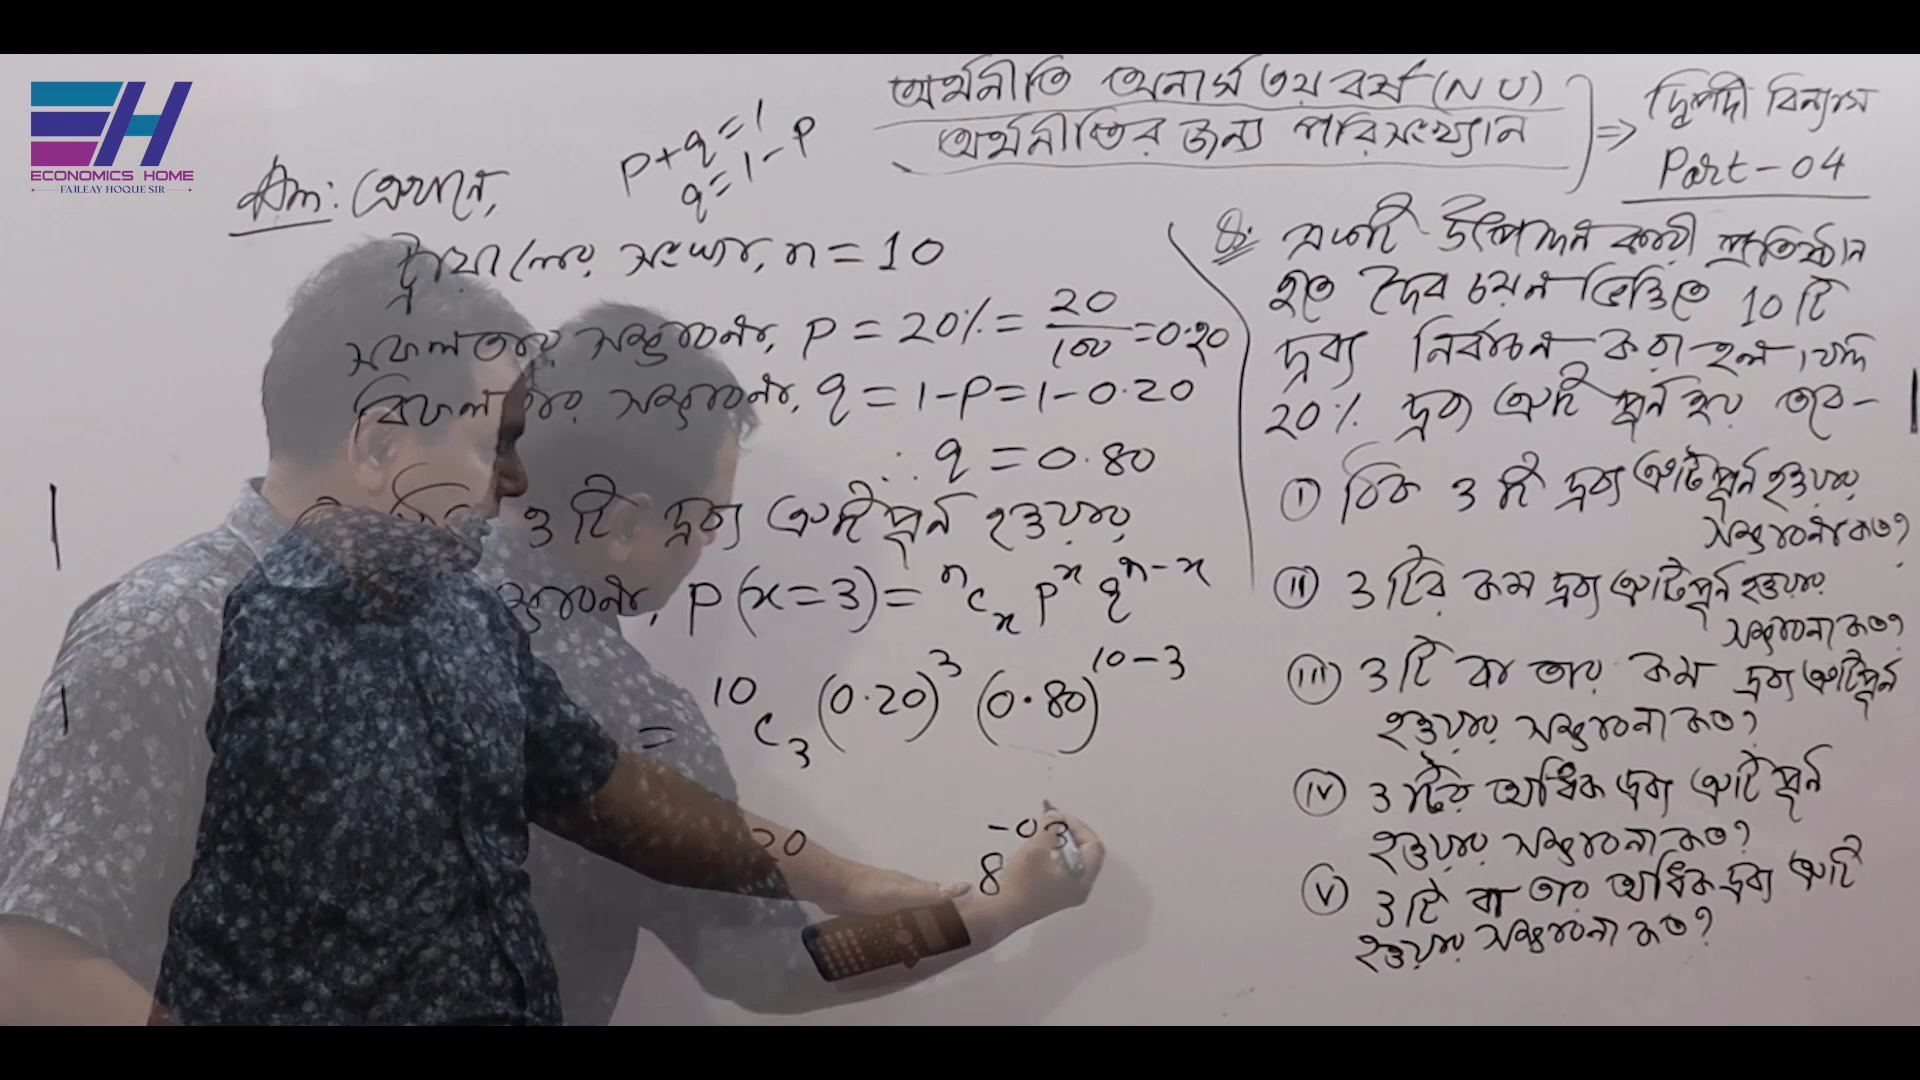 EH
ECONOMICS HOME
FAJLEAY HOQUE SIR
অর্থনীতি অনার্স ৩য় বর্ষ (NU)
অর্থনীতির জন্য পরিসংখ্যান
⇒ দ্বিপদী বিন্যাস
Part-04
p+q=1
q=1-p
Ans: এখানে,
ট্রায়ালের সংখ্যা, n = 10
সফলতার সম্ভাবনা, p = 20% = 20/100 = 0.20
বিফলতার সম্ভাবনা, q = 1-p = 1-0.20
∴ q = 0.80
3 টি দ্রব্য ত্রুটিপূর্ণ হওয়ার
সম্ভাবনা, p(x=3) = ⁿCₓ pˣ qⁿ⁻ˣ
= ¹⁰C₃ (0.20)³ (0.80)¹⁰⁻³
20
-03
8
Q: একটি উৎপাদনকারী প্রতিষ্ঠান
হতে দৈব চয়ন ভিত্তিতে 10 টি
দ্রব্য নির্বাচন করা হল। যদি
20% দ্রব্য ত্রুটিপূর্ণ হয় তবে-
(i) ঠিক 3 টি দ্রব্য ত্রুটিপূর্ণ হওয়ার
সম্ভাবনা কত?
(ii) 3 টির কম দ্রব্য ত্রুটিপূর্ণ হওয়ার
সম্ভাবনা কত?
(iii) 3 টি বা তার কম দ্রব্য ত্রুটিপূর্ণ
হওয়ার সম্ভাবনা কত?
(iv) 3 টির অধিক দ্রব্য ত্রুটিপূর্ণ
হওয়ার সম্ভাবনা কত?
(v) 3 টি বা তার অধিক দ্রব্য ত্রুটি
হওয়ার সম্ভাবনা কত?